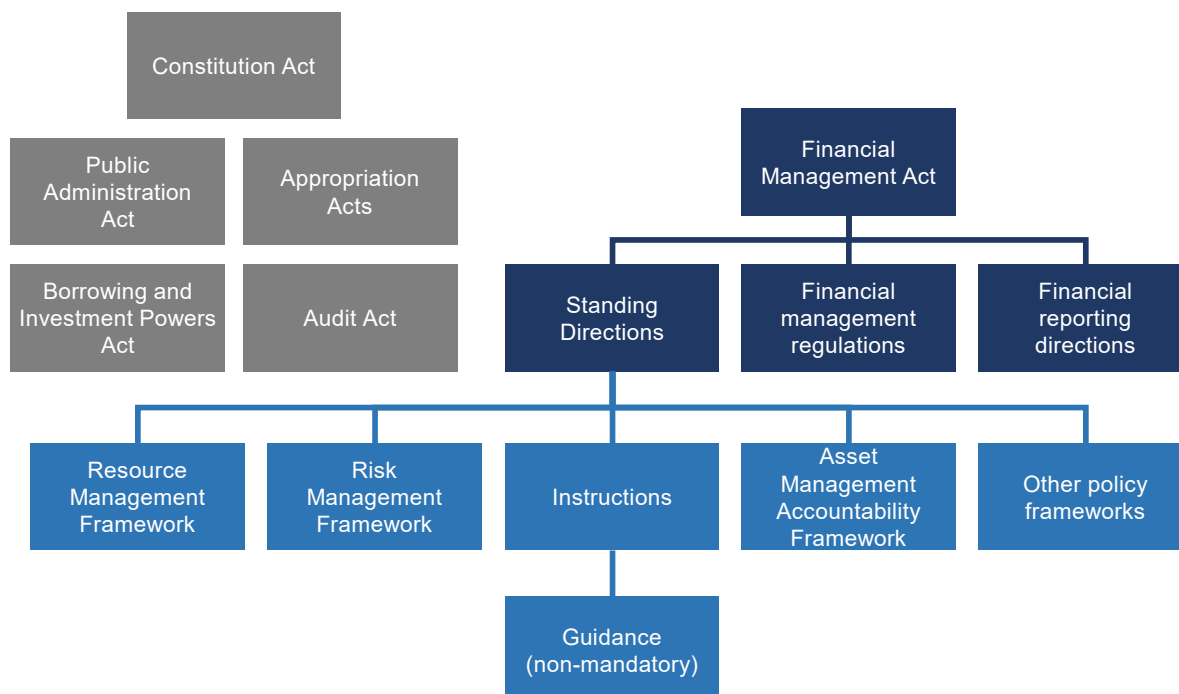 Constitution Act
Public
Administration
Act
Appropriation
Acts
Borrowing and
Investment Powers
Act
Audit Act
Financial
Management Act
Standing
Directions
Financial
management
regulations
Financial
reporting
directions
Resource
Management
Framework
Risk
Management
Framework
Instructions
Asset
Management
Accountability
Framework
Other policy
frameworks
Guidance
(non-mandatory)